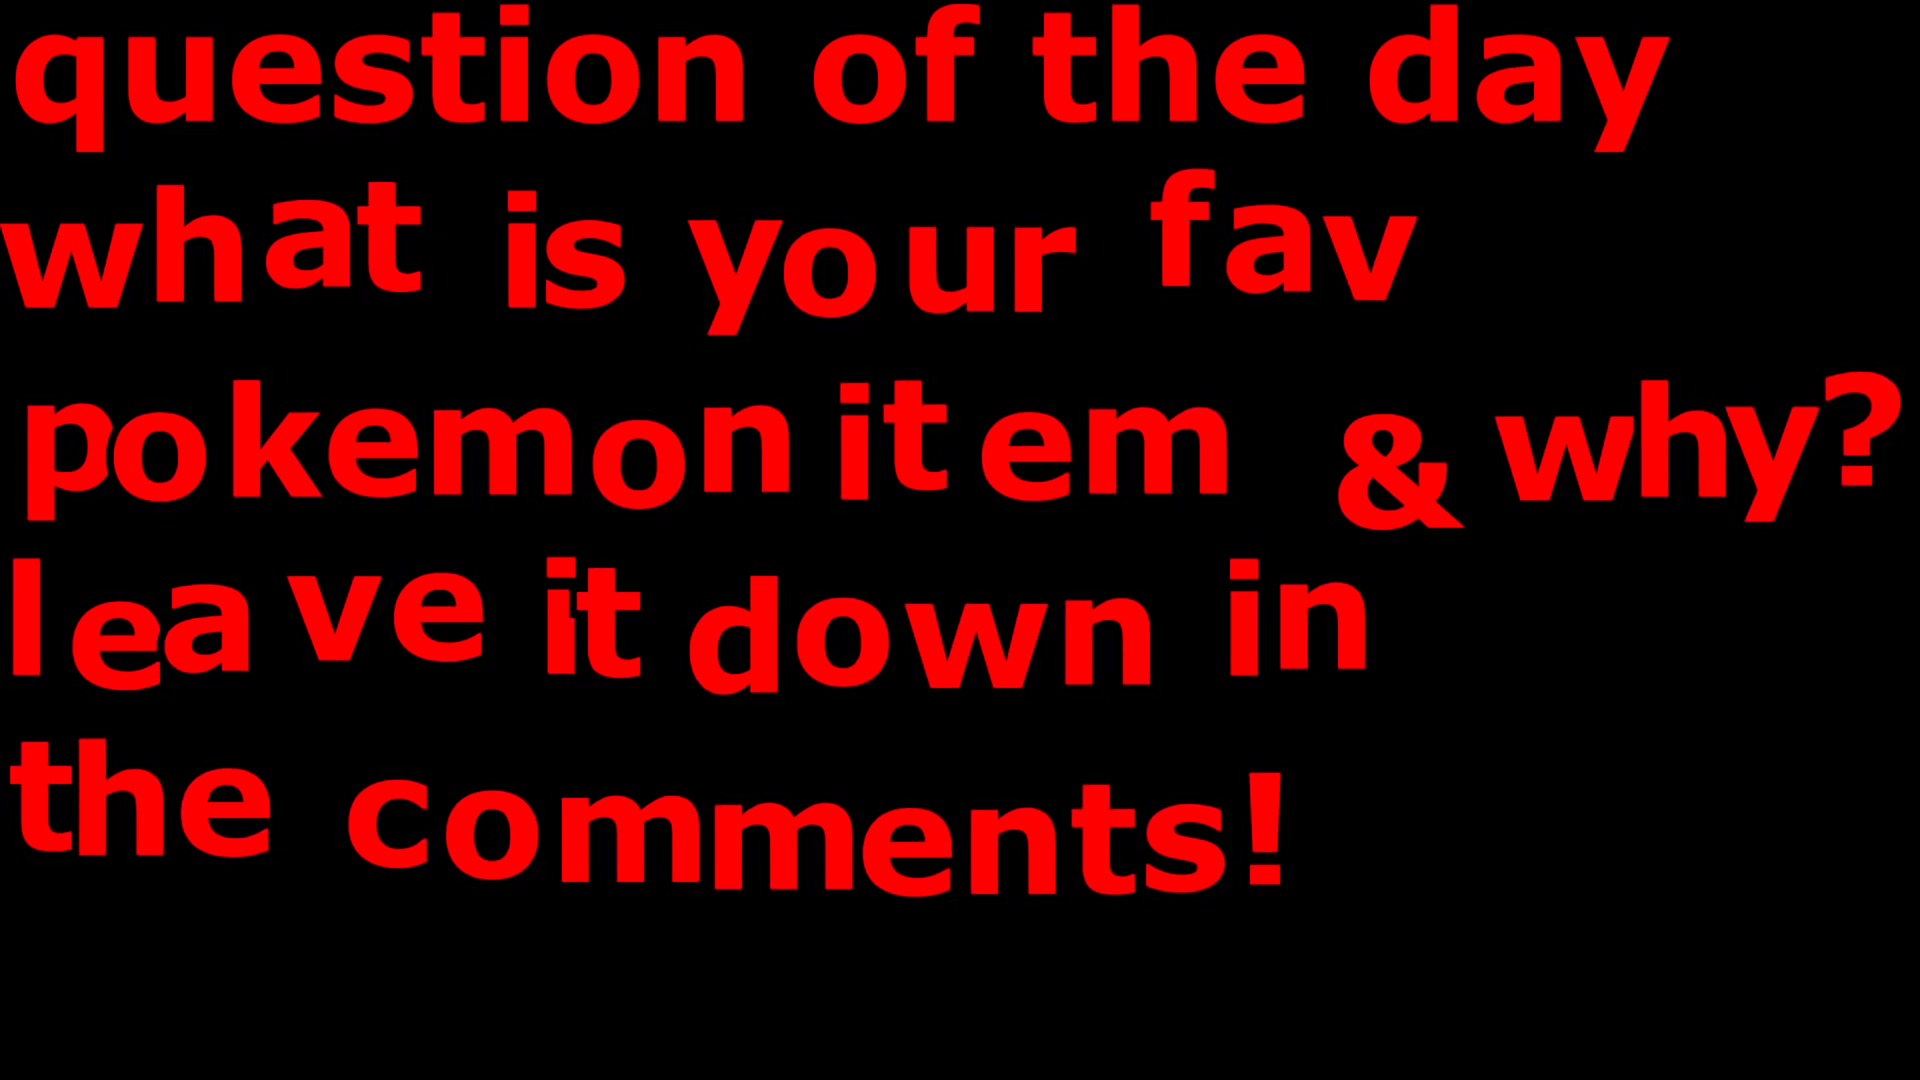 question of the day
what is your fav
pokemon item & why?
leave it down in
the comments!